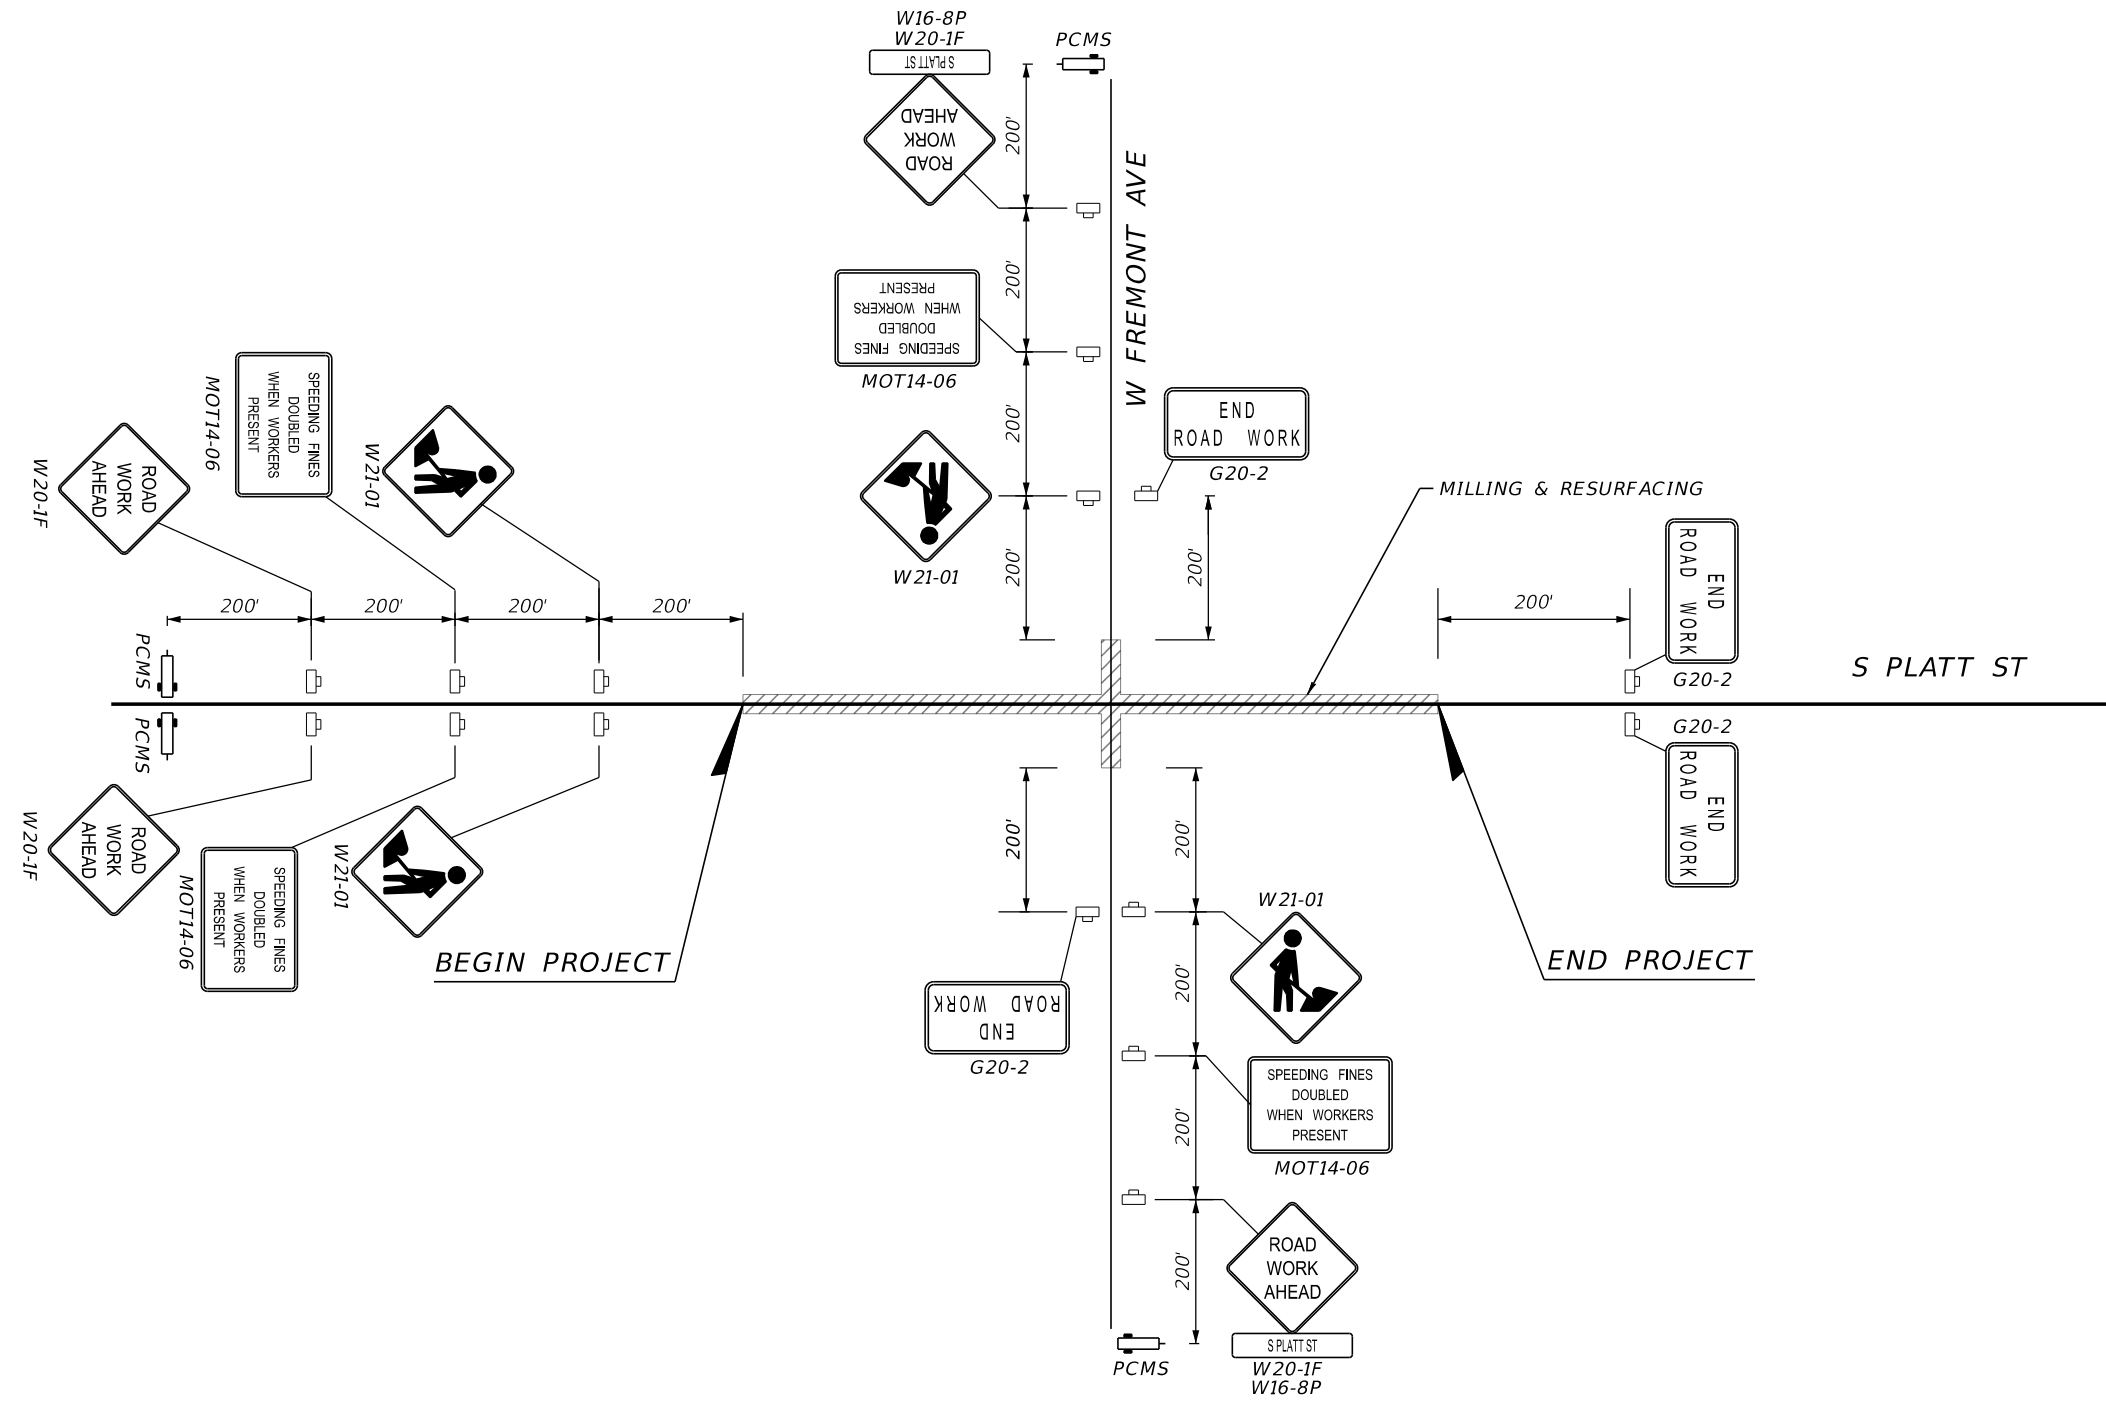 W16-8P
W20-1F
S PLATT ST
ROAD
WORK
AHEAD
PCMS
200'
200'
200'
200'
W FREMONT AVE
SPEEDING FINES
DOUBLED
WHEN WORKERS
PRESENT
MOT14-06
W21-01
END
ROAD WORK
G20-2
200'
MILLING & RESURFACING
ROAD
WORK
AHEAD
W20-1F
SPEEDING FINES
DOUBLED
WHEN WORKERS
PRESENT
MOT14-06
W21-01
200'
200'
200'
200'
PCMS
PCMS
ROAD
WORK
AHEAD
W20-1F
SPEEDING FINES
DOUBLED
WHEN WORKERS
PRESENT
MOT14-06
W21-01
BEGIN PROJECT
200'
END
ROAD WORK
G20-2
S PLATT ST
G20-2
END
ROAD WORK
END PROJECT
200'
END
ROAD WORK
G20-2
200'
200'
200'
200'
W21-01
SPEEDING FINES
DOUBLED
WHEN WORKERS
PRESENT
MOT14-06
ROAD
WORK
AHEAD
S PLATT ST
W20-1F
W16-8P
PCMS